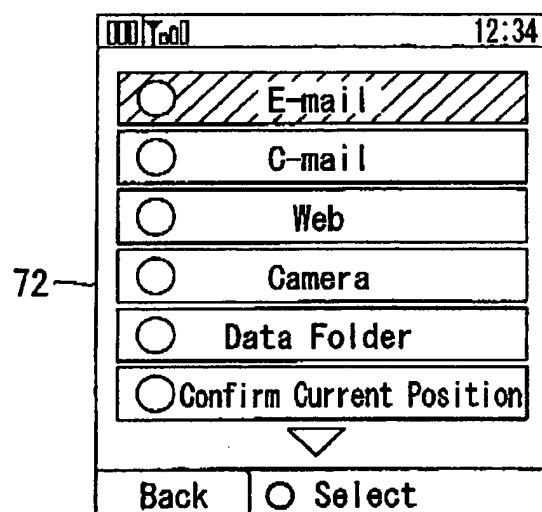 12:34
E-mail
C-mail
Web
72
Camera
Data Folder
Confirm Current Position
Back Select